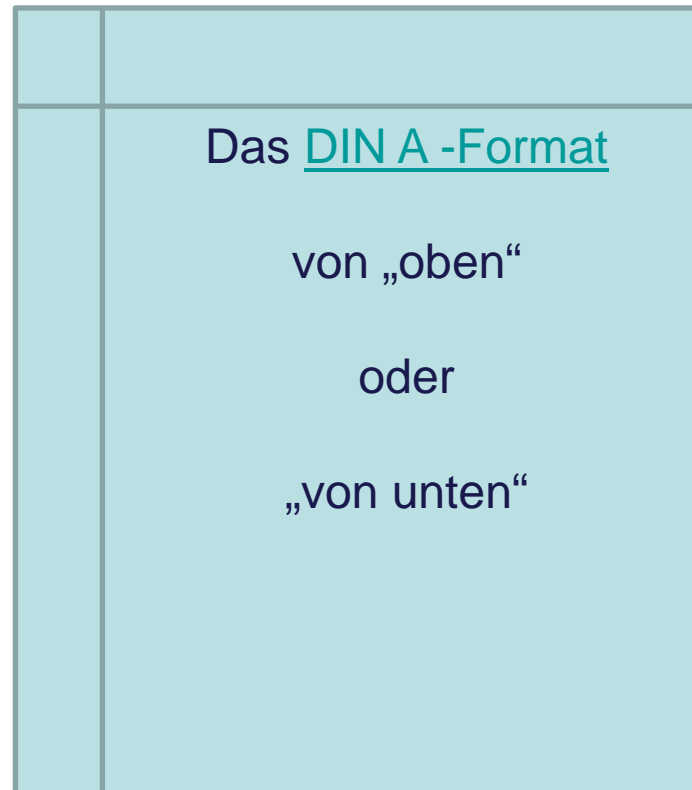 Das DIN A -Format
von „oben“
oder
„von unten“